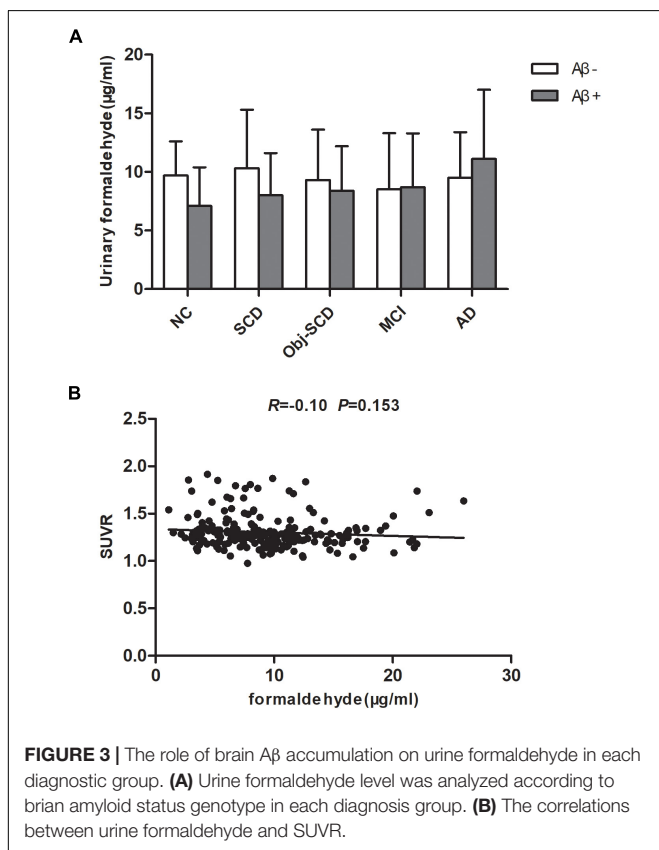 A
20
15
10
5
0
Urinary formaldehyde (µg/ml)
NC
SCD
Obj-SCD
MCI
AD
Aβ-
Aβ+
B
R=-0.10 P=0.153
2.5
2.0
1.5
1.0
0.5
0.0
SUVR
0
10
20
30
formaldehyde (µg/ml)
FIGURE 3 | The role of brain Aβ accumulation on urine formaldehyde in each
diagnostic group. (A) Urine formaldehyde level was analyzed according to
brian amyloid status genotype in each diagnosis group. (B) The correlations
between urine formaldehyde and SUVR.